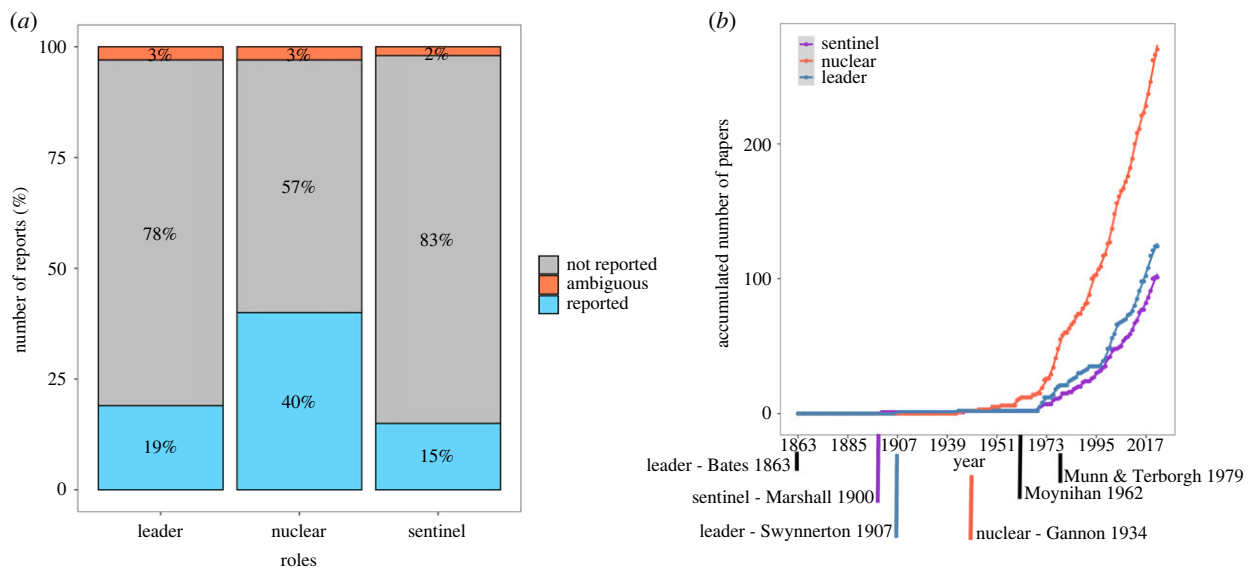 (a)
number of reports (%)
100
75
50
25
0
3%
3%
2%
78%
57%
83%
19%
40%
15%
leader
nuclear
sentinel
roles
not reported
ambiguous
reported
(b)
accumulated number of papers
sentinel
nuclear
leader
200
100
0
1863 1885 1907 1939 1951 1973 1995 2017
year
leader - Bates 1863
Munn & Terborgh 1979
sentinel - Marshall 1900
Moynihan 1962
leader - Swynnerton 1907
nuclear - Gannon 1934